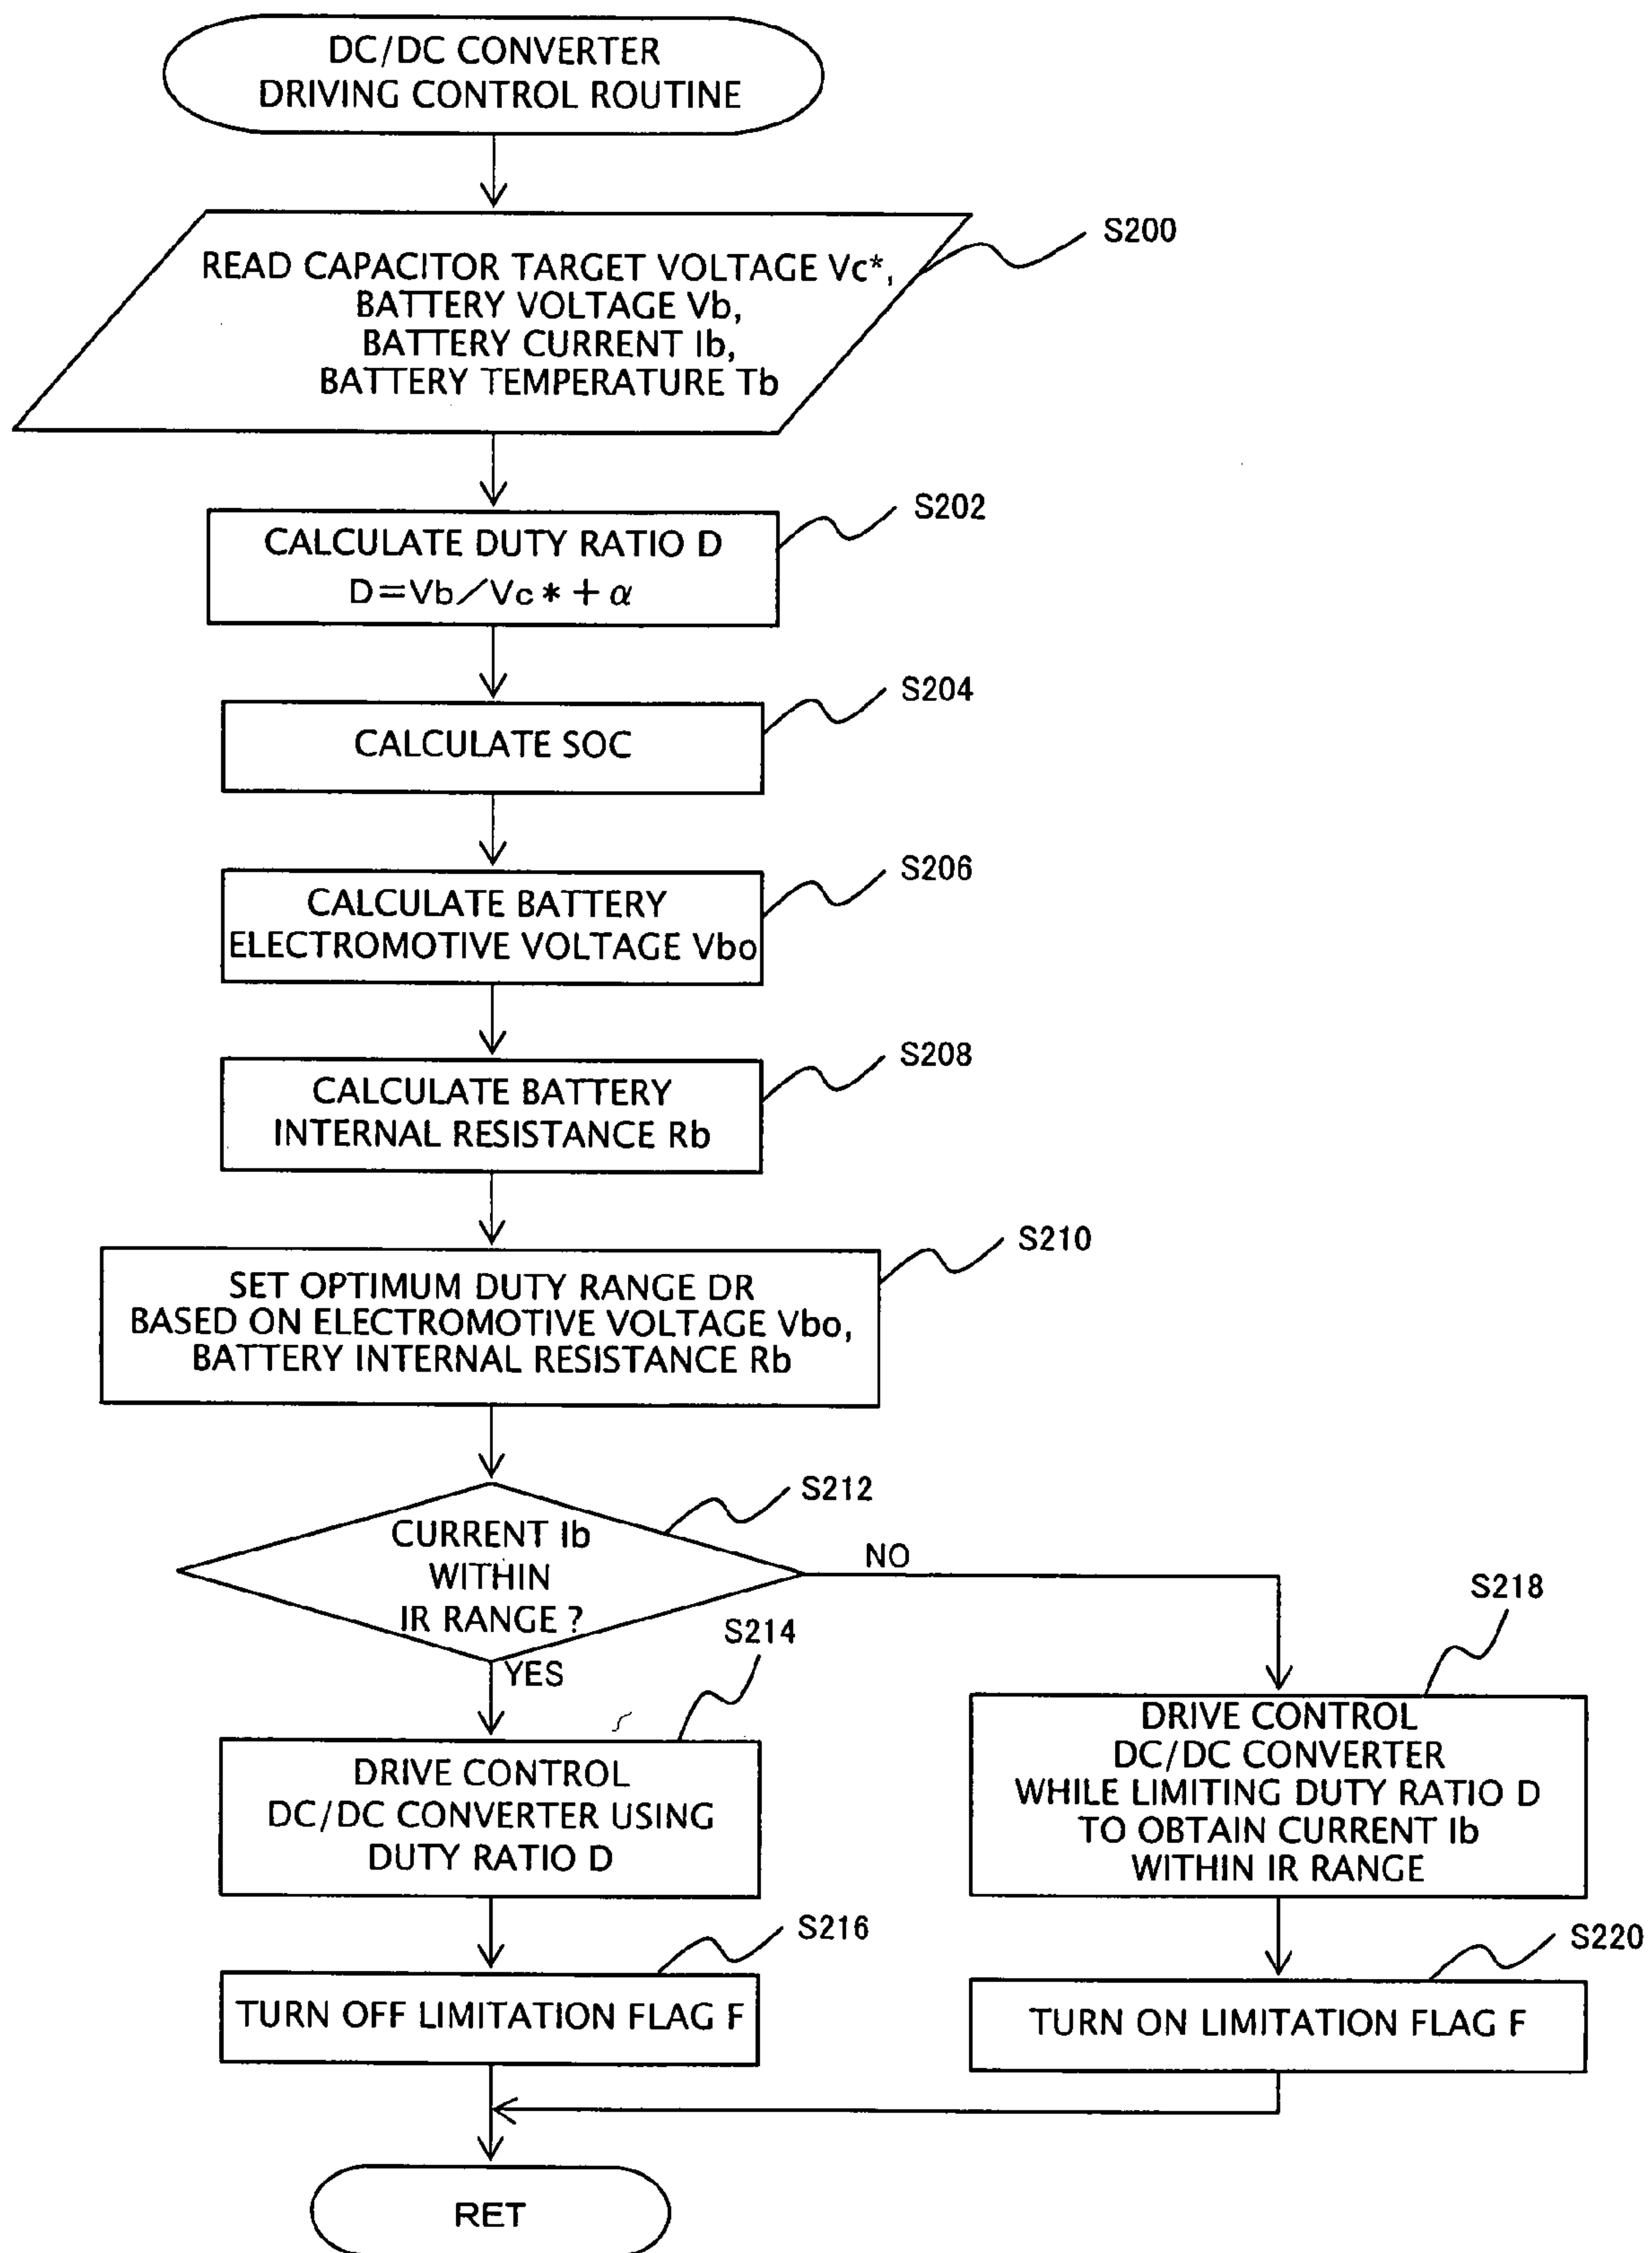 DC/DC CONVERTER
DRIVING CONTROL ROUTINE
S200
READ CAPACITOR TARGET VOLTAGE Vc*,
BATTERY VOLTAGE Vb,
BATTERY CURRENT Ib,
BATTERY TEMPERATURE Tb
S202
CALCULATE DUTY RATIO D
D=Vb/Vc*+α
S204
CALCULATE SOC
S206
CALCULATE BATTERY
ELECTROMOTIVE VOLTAGE Vbo
S208
CALCULATE BATTERY
INTERNAL RESISTANCE Rb
S210
SET OPTIMUM DUTY RANGE DR
BASED ON ELECTROMOTIVE VOLTAGE Vbo,
BATTERY INTERNAL RESISTANCE Rb
S212
CURRENT Ib
WITHIN
IR RANGE?
NO
YES
S214
DRIVE CONTROL
DC/DC CONVERTER USING
DUTY RATIO D
S218
DRIVE CONTROL
DC/DC CONVERTER
WHILE LIMITING DUTY RATIO D
TO OBTAIN CURRENT Ib
WITHIN IR RANGE
S216
TURN OFF LIMITATION FLAG F
S220
TURN ON LIMITATION FLAG F
RET